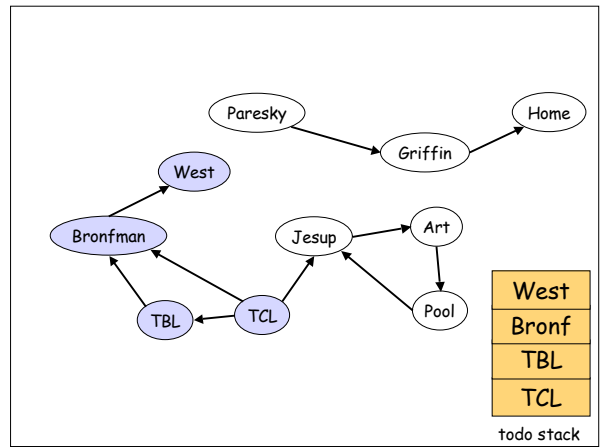 Paresky
Home
Griffin
West
Bronfman
Jesup
Art
TBL
TCL
Pool
West
Bronf
TBL
TCL
todo stack